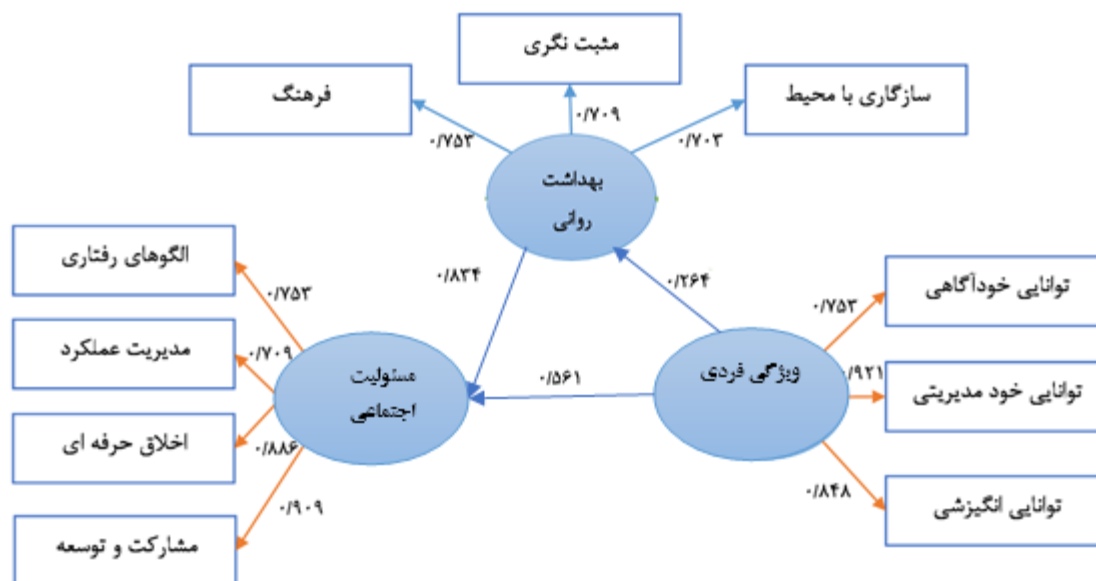 مثبت نگری
فرهنگ
سازگاری با محیط
۰/۷۵۳
۰/۷۰۹
۰/۷۰۳
بهداشت
روانی
الگوهای رفتاری
۰/۷۵۳
۰/۸۳۴
۰/۲۶۴
توانایی خودآگاهی
۰/۷۵۳
مدیریت عملکرد
۰/۷۰۹
مسئولیت
اجتماعی
۰/۵۶۱
ویژگی فردی
۰/۹۲۱
توانایی خود مدیریتی
اخلاق حرفه ای
۰/۸۸۶
۰/۸۴۸
توانایی انگیزشی
۰/۹۰۹
مشارکت و توسعه